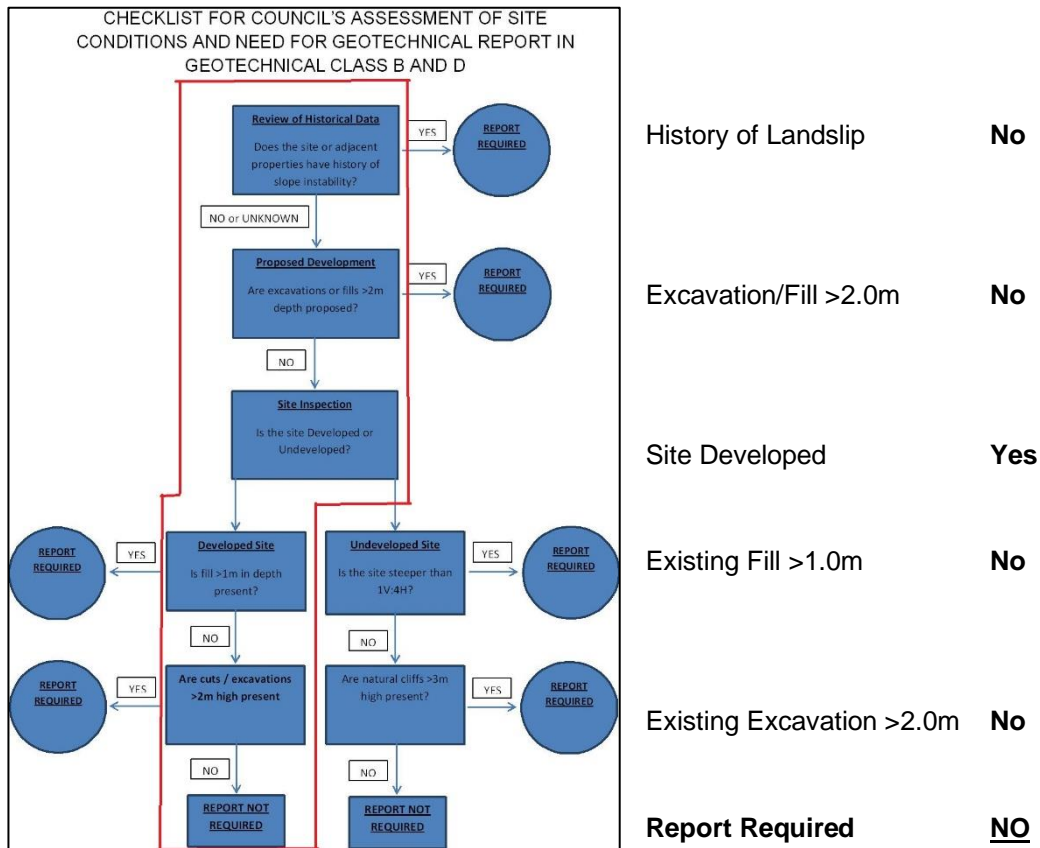 CHECKLIST FOR COUNCIL'S ASSESSMENT OF SITE
CONDITIONS AND NEED FOR GEOTECHNICAL REPORT IN
GEOTECHNICAL CLASS B AND D
Review of Historical Data
Does the site or adjacent
properties have history of
slope instability?
YES
REPORT
REQUIRED
History of Landslip No
NO or UNKNOWN
Proposed Development
Are excavations or fills >2m
depth proposed?
YES
REPORT
REQUIRED
Excavation/Fill >2.0m No
NO
Site Inspection
Is the site Developed or
Undeveloped?
Site Developed Yes
REPORT
REQUIRED
YES
Developed Site
Is fill >1m in depth
present?
Undeveloped Site
Is the site steeper than
1V:4H?
YES
REPORT
REQUIRED
Existing Fill >1.0m No
NO
NO
REPORT
REQUIRED
YES
Are cuts / excavations
>2m high present
Are natural cliffs >3m
high present?
YES
REPORT
REQUIRED
Existing Excavation >2.0m No
NO
NO
REPORT NOT
REQUIRED
REPORT NOT
REQUIRED
Report Required NO